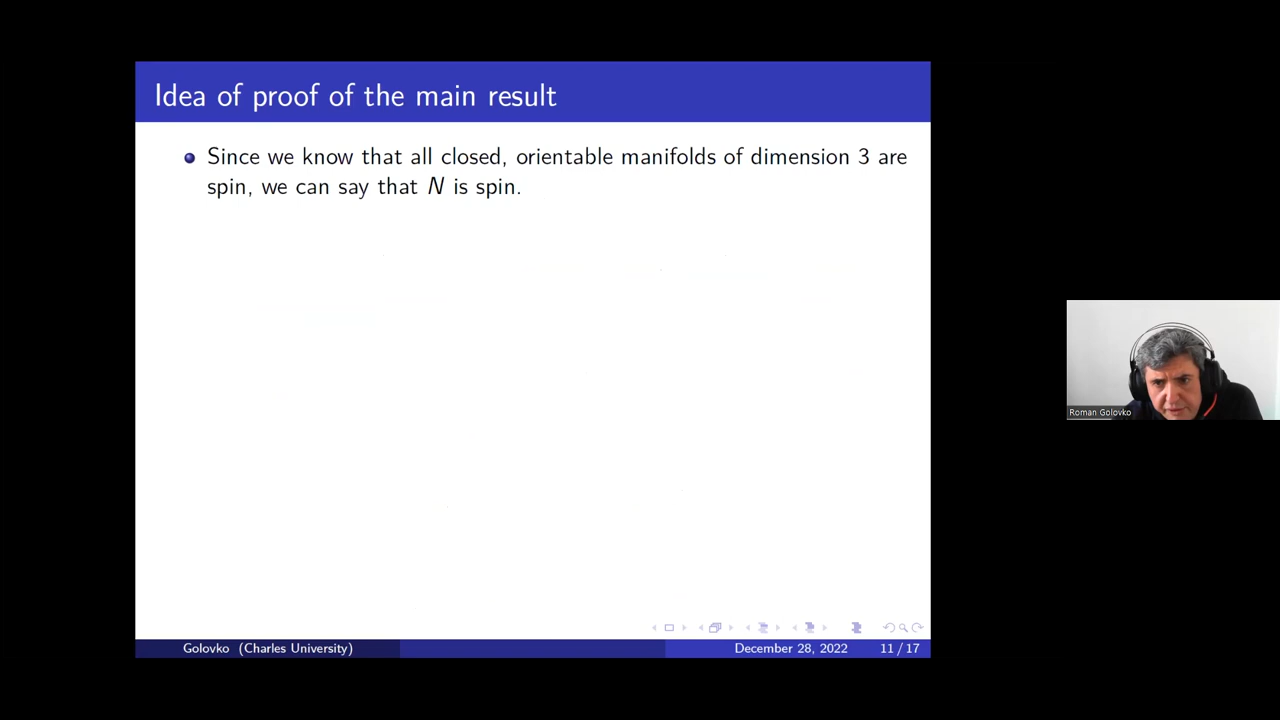 Idea of proof of the main result
Since we know that all closed, orientable manifolds of dimension 3 are
spin, we can say that N is spin.
Roman Golovko
Golovko (Charles University)
December 28, 2022
11 / 17